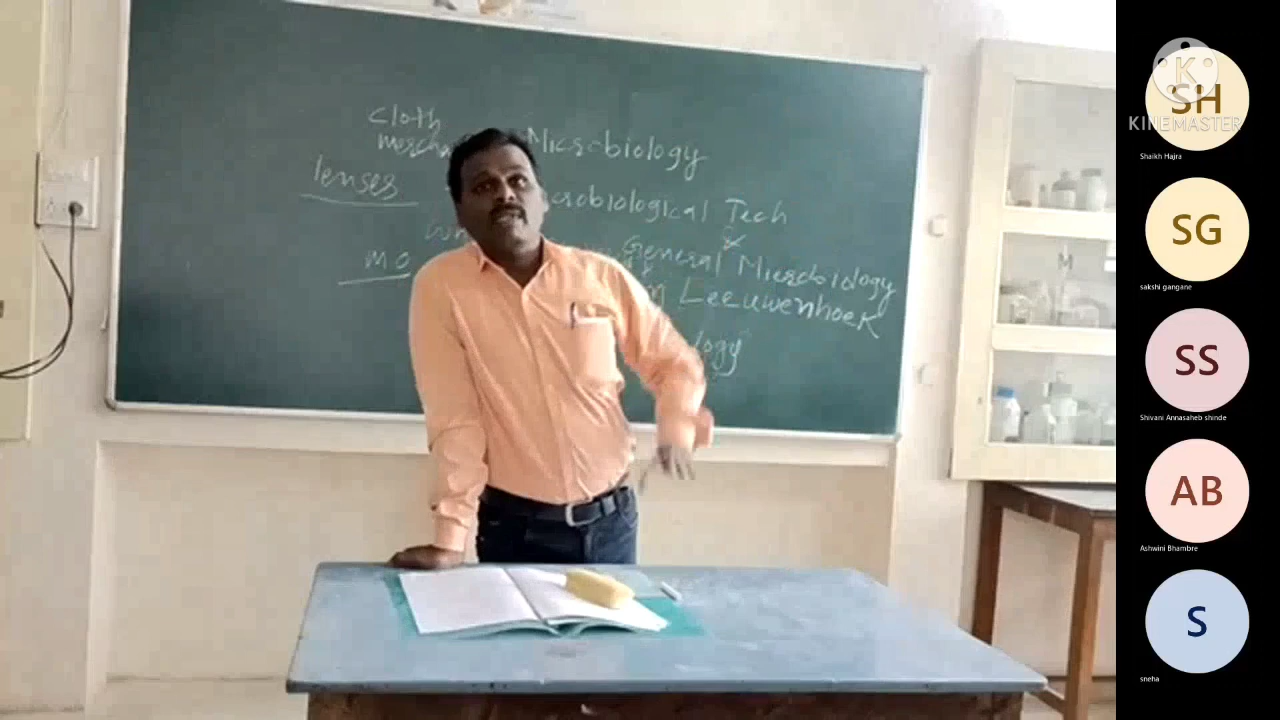 cloth
Microbiology
lenses
Tech
&
mo
General Microbiology
Leeuwenhoek
SH
K
KINEMASTER
Shaikh Hajra
SG
sakshi gangane
SS
Shivani Annasaheb shinde
AB
Ashwini Bhambre
S
sneha